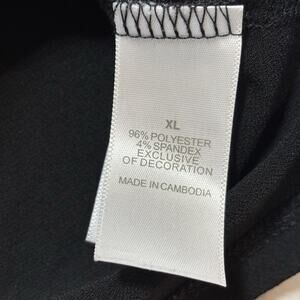 XL
96% POLYESTER
4% SPANDEX
EXCLUSIVE
OF DECORATION
MADE IN CAMBODIA